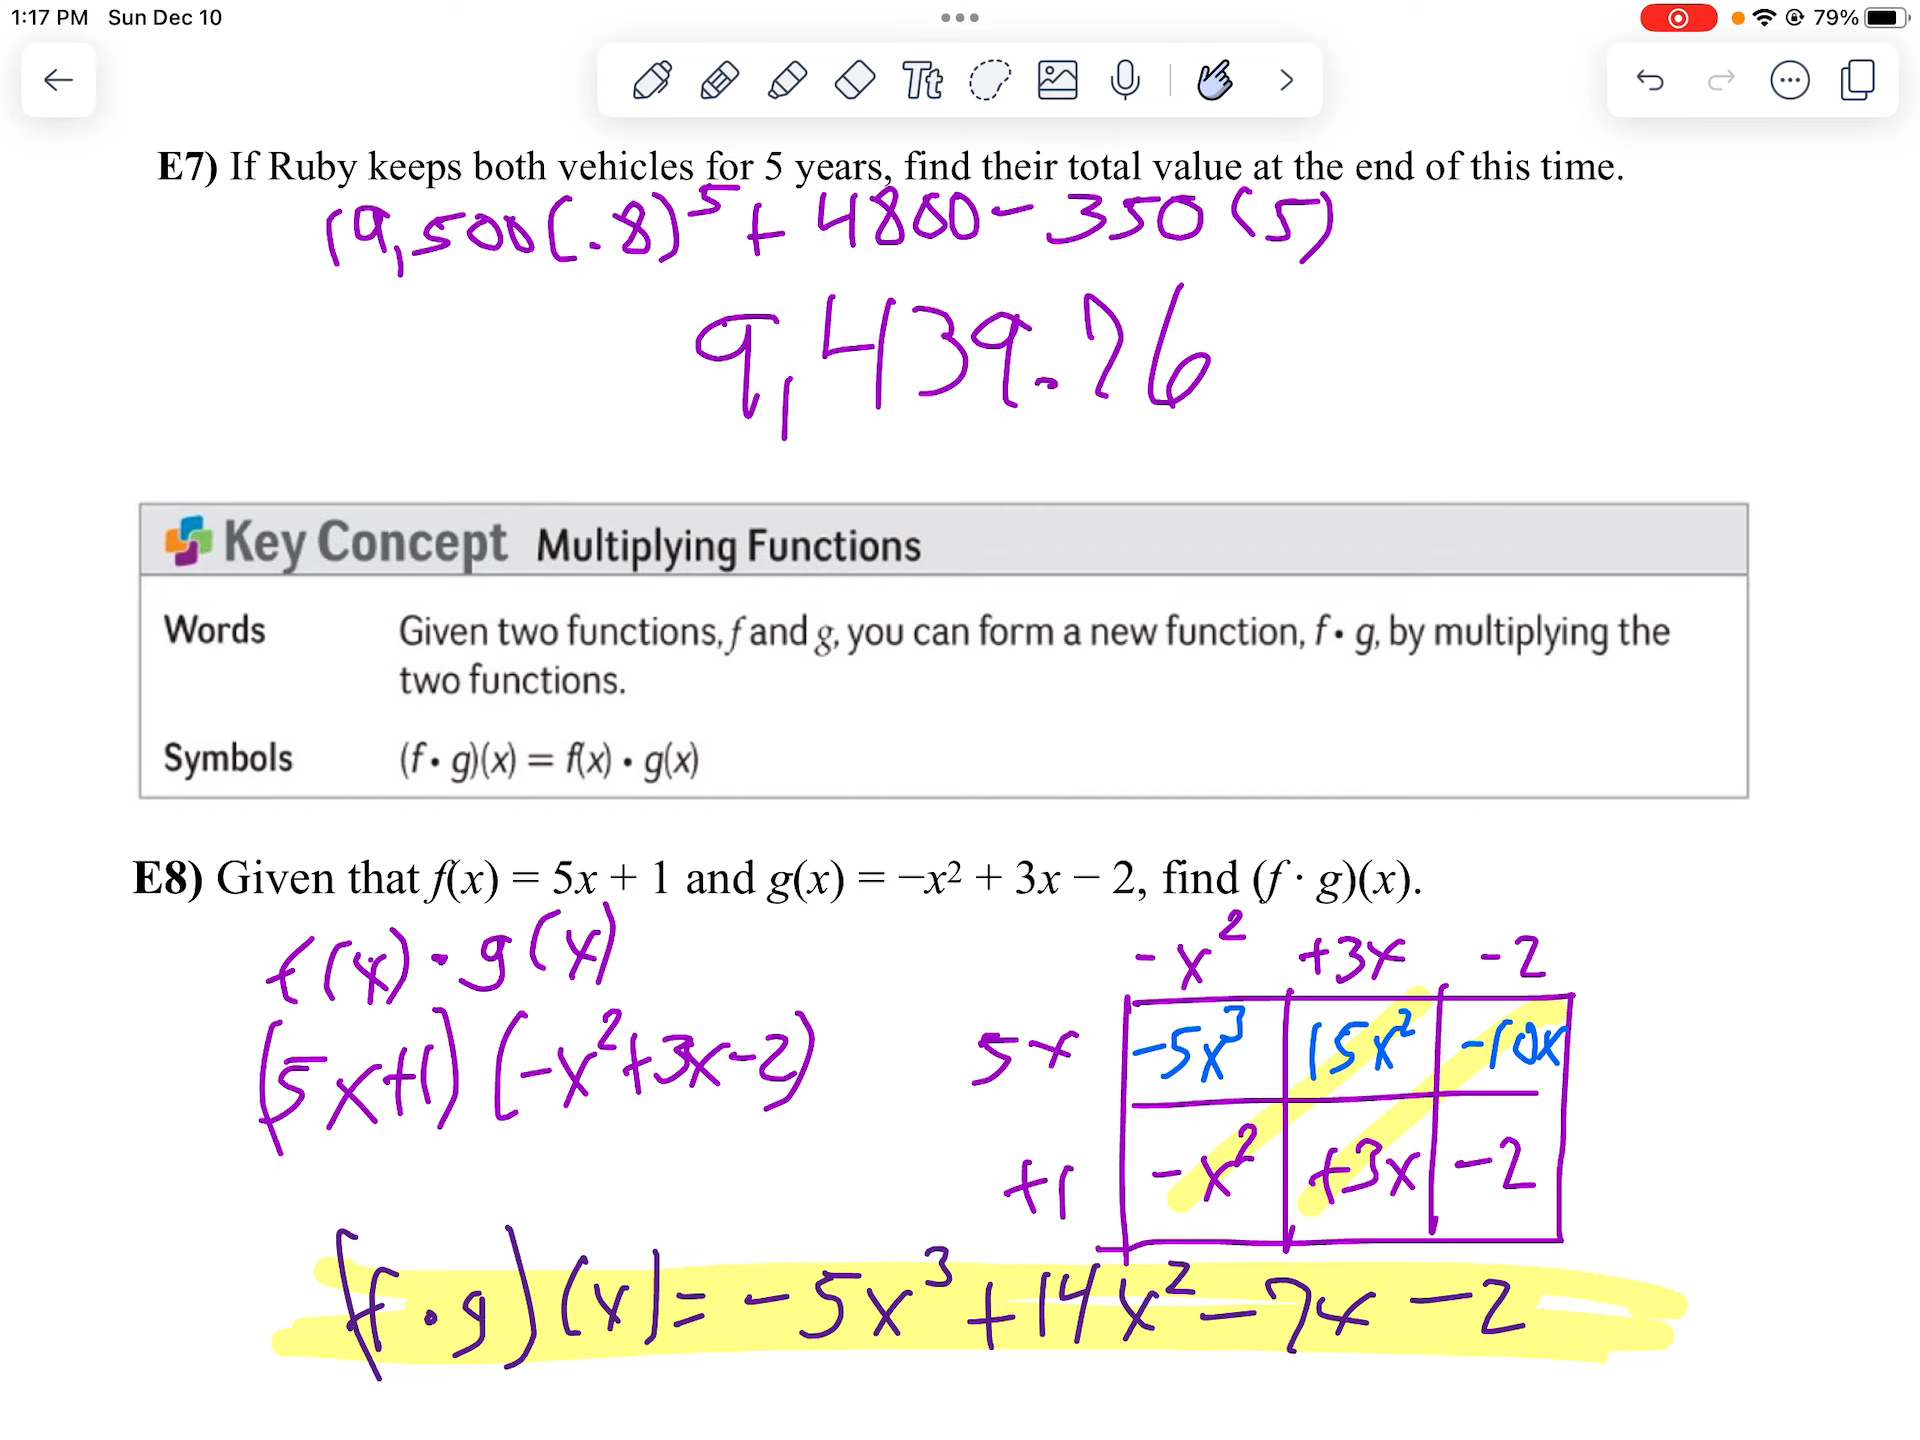 1:17 PM Sun Dec 10
79%
Tt
E7) If Ruby keeps both vehicles for 5 years, find their total value at the end of this time.
19,500(.8)⁵ + 4800 - 350(5)
9,439.76
Key Concept Multiplying Functions
Words Given two functions, f and g, you can form a new function, f • g, by multiplying the
two functions.
Symbols (f • g)(x) = f(x) • g(x)
E8) Given that f(x) = 5x + 1 and g(x) = −x² + 3x − 2, find (f · g)(x).
f(x) · g(x)
(5x+1) (-x²+3x-2)
-x² +3x -2
5x -5x³ 15x² -10x
+1 -x² +3x -2
(f · g)(x) = -5x³ + 14x² - 7x - 2